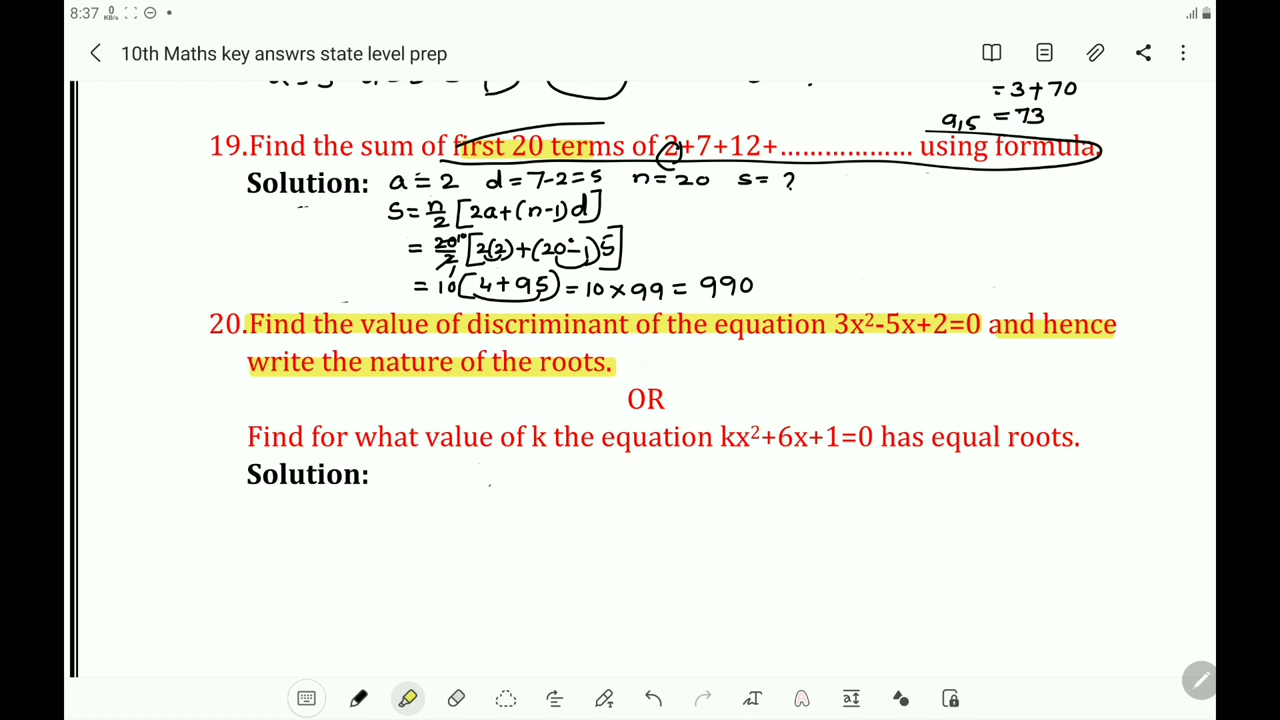 8:37 0 KB/s
10th Maths key answrs state level prep
= 3+70
a15 = 73
19.Find the sum of first 20 terms of 2+7+12+.................. using formula.
Solution: a = 2 d = 7-2=5 n = 20 s = ?
S = n/2 [2a+(n-1)d]
= 20/2 10 1 [2(2)+(20-1)5]
= 10(4+95) = 10 × 99 = 990
20.Find the value of discriminant of the equation 3x²-5x+2=0 and hence
write the nature of the roots.
OR
Find for what value of k the equation kx²+6x+1=0 has equal roots.
Solution: